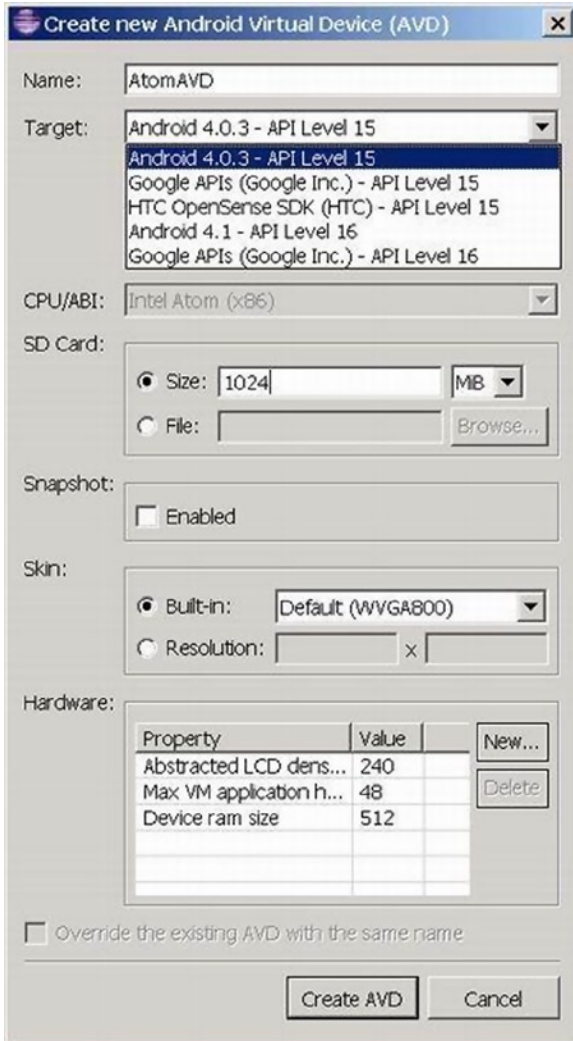 Create new Android Virtual Device (AVD)
Name: AtomAVD
Target: Android 4.0.3 - API Level 15
Android 4.0.3 - API Level 15
Google APIs (Google Inc.) - API Level 15
HTC OpenSense SDK (HTC) - API Level 15
Android 4.1 - API Level 16
Google APIs (Google Inc.) - API Level 16
CPU/ABI: Intel Atom (x86)
SD Card:
Size: 1024 MiB
File: Browse...
Snapshot:
Enabled
Skin:
Built-in: Default (WVGA800)
Resolution: x
Hardware:
Property Value New...
Abstracted LCD dens... 240
Max VM application h... 48 Delete
Device ram size 512
Override the existing AVD with the same name
Create AVD Cancel